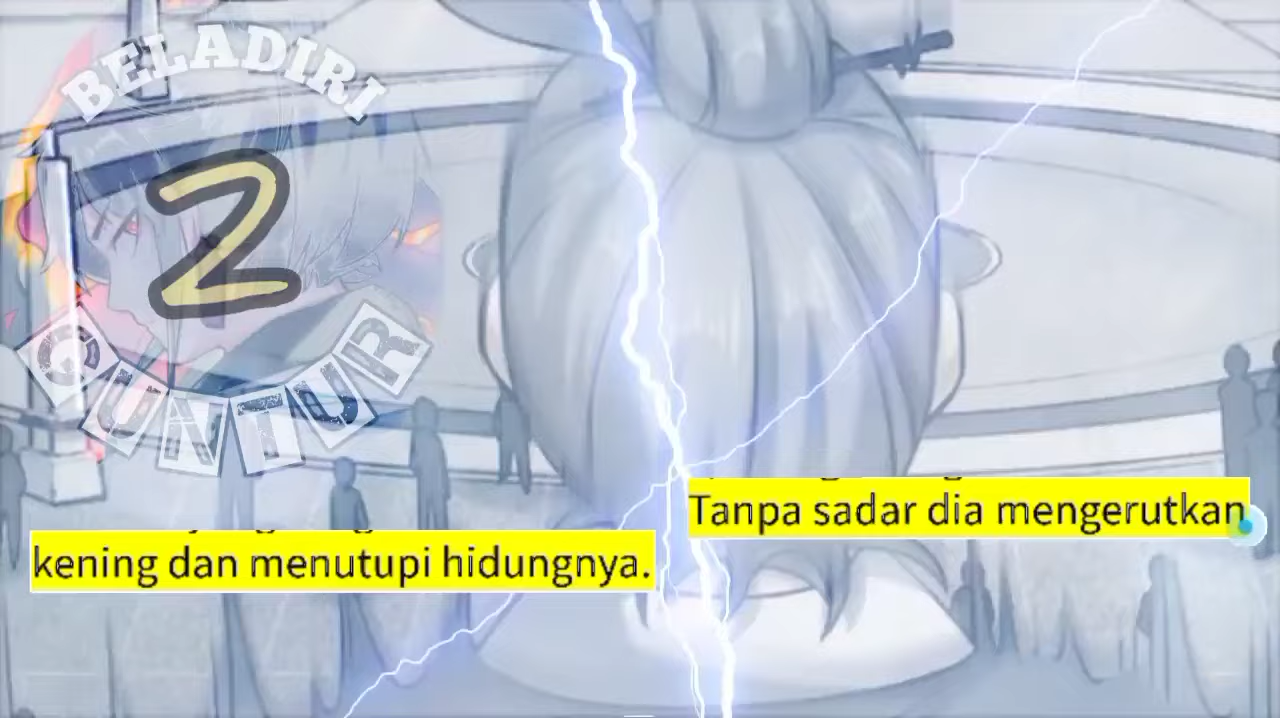 BELADIRI
2
GUNTUR
Tanpa sadar dia mengerutkan
kening dan menutupi hidungnya.